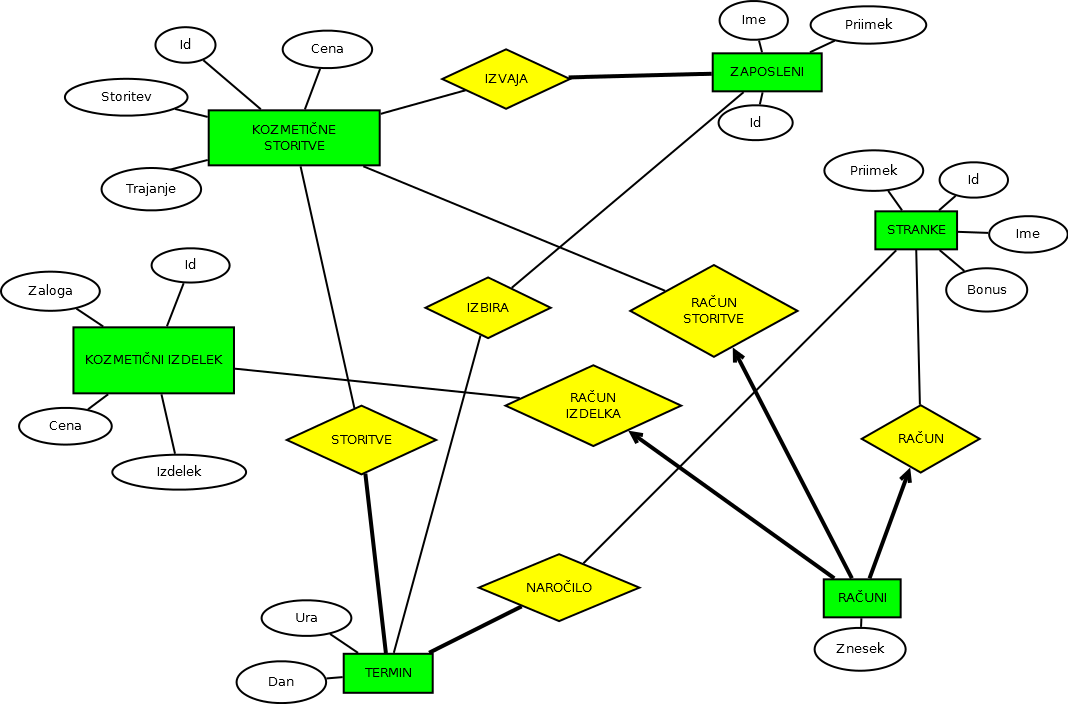 Ime
Priimek
Id
Cena
IZVAJA
ZAPOSLENI
Storitev
Id
KOZMETIČNE
STORITVE
Priimek
Id
Trajanje
STRANKE
Ime
Id
Zaloga
Bonus
IZBIRA
RAČUN
STORITVE
KOZMETIČNI IZDELEK
RAČUN
IZDELKA
Cena
STORITVE
RAČUN
Izdelek
NAROČILO
RAČUNI
Ura
Znesek
TERMIN
Dan